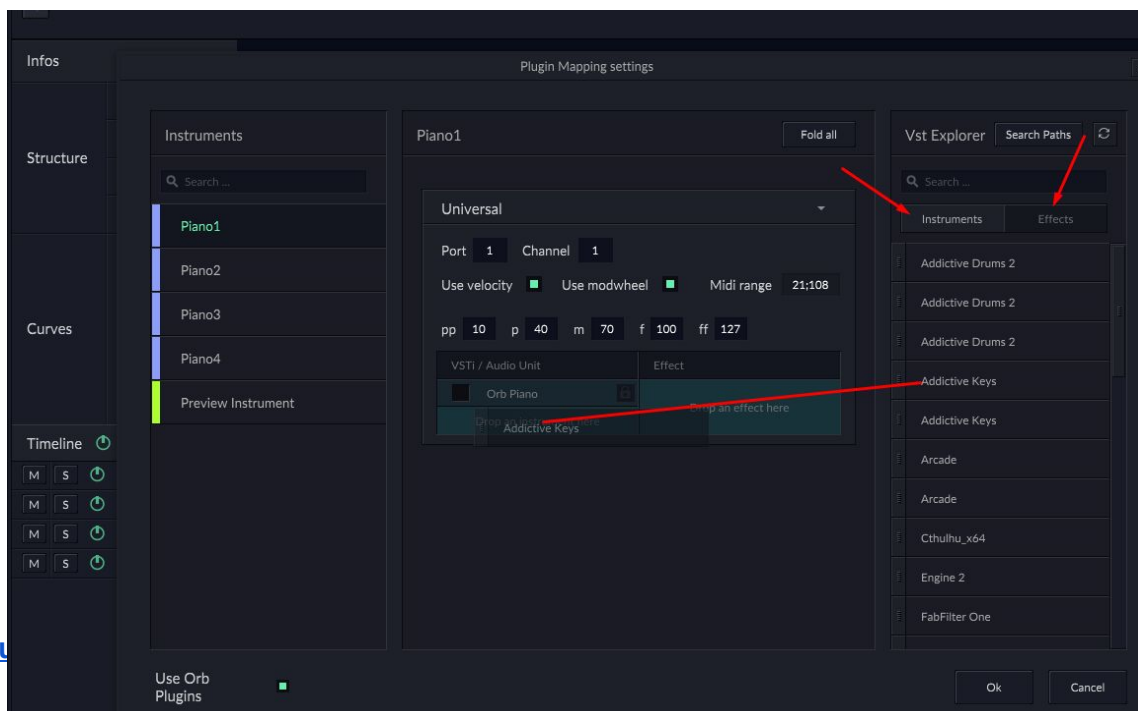 Infos
Structure
Curves
Timeline
M S
M S
M S
M S
Plugin Mapping settings
Instruments
Search ...
Piano1
Piano2
Piano3
Piano4
Preview Instrument
Piano1 Fold all
Universal
Port 1 Channel 1
Use velocity Use modwheel Midi range 21;108
pp 10 p 40 m 70 f 100 ff 127
VSTi / Audio Unit Effect
Orb Piano
Drop an effect here
Drop an here
Addictive Keys
Vst Explorer Search Paths
Search ...
Instruments Effects
Addictive Drums 2
Addictive Drums 2
Addictive Drums 2
Addictive Keys
Addictive Keys
Arcade
Arcade
Cthulhu_x64
Engine 2
FabFilter One
Use Orb
Plugins
Ok Cancel